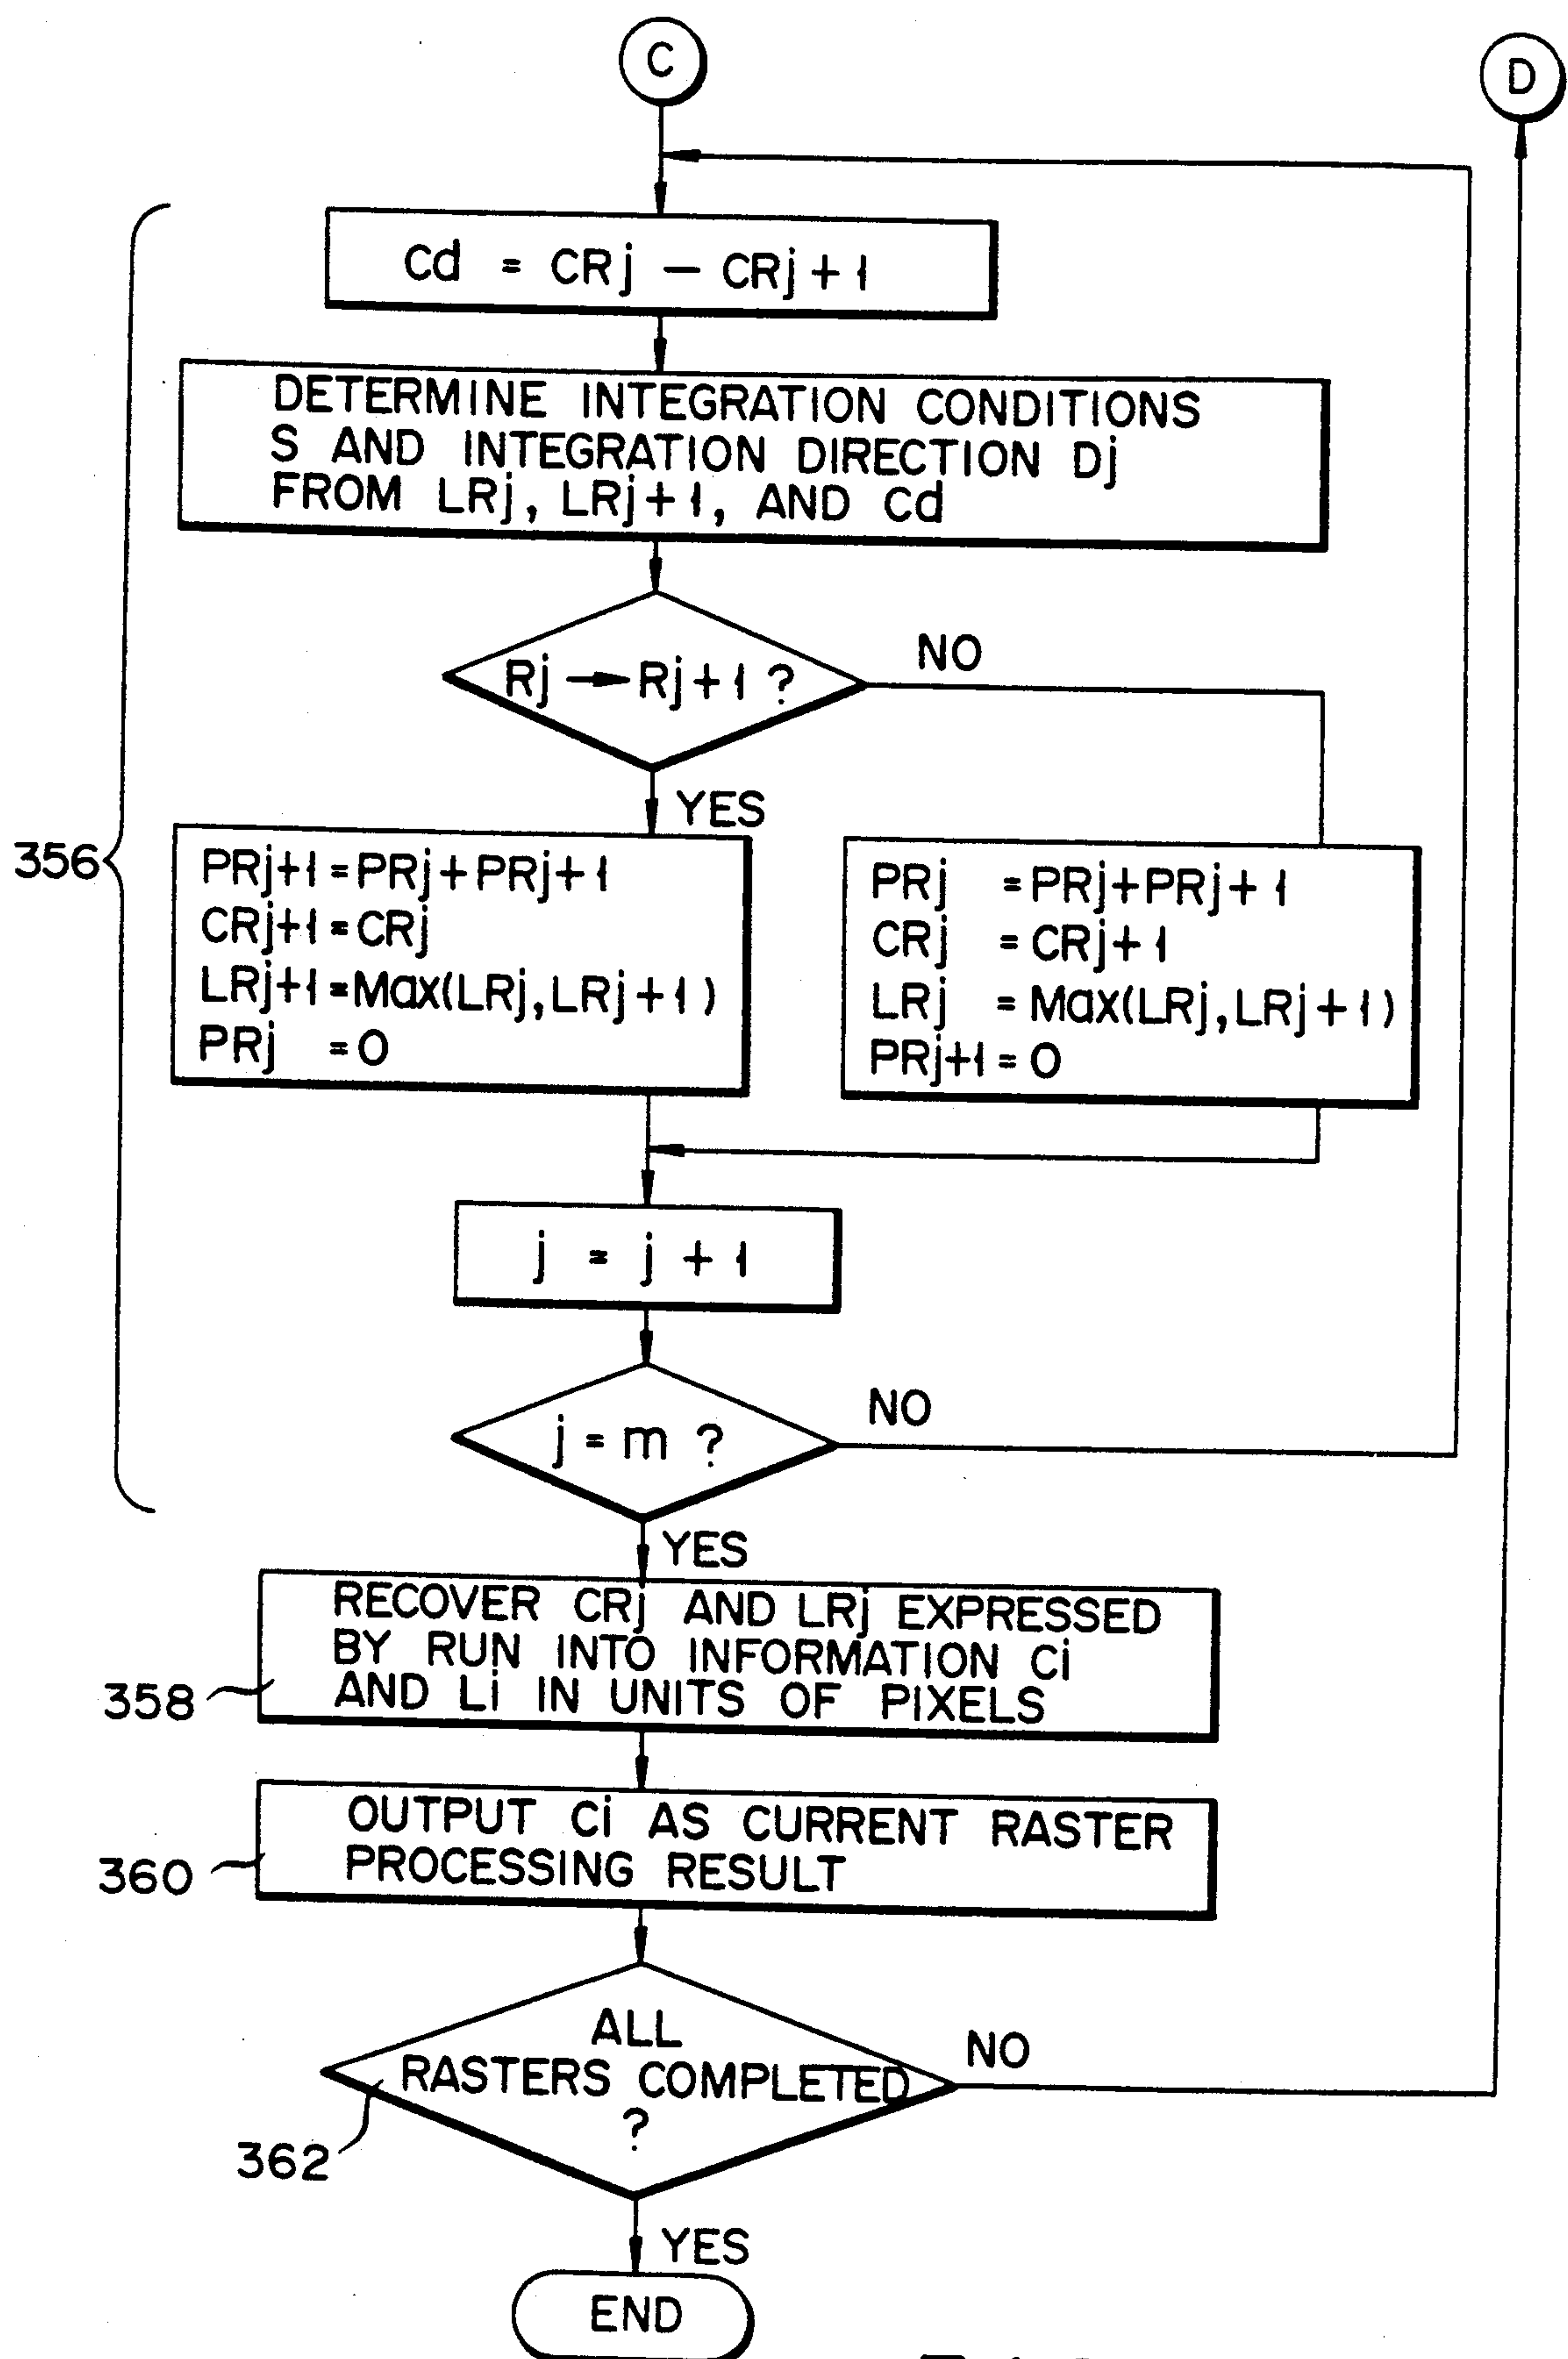 C
D
Cd = CRj − CRj+1
DETERMINE INTEGRATION CONDITIONS
S AND INTEGRATION DIRECTION Dj
FROM LRj, LRj+1, AND Cd
Rj → Rj+1 ?
NO
YES
356
PRj+1 = PRj+PRj+1
CRj+1 = CRj
LRj+1 = Max(LRj,LRj+1)
PRj = 0
PRj = PRj+PRj+1
CRj = CRj+1
LRj = Max(LRj,LRj+1)
PRj+1 = 0
j = j + 1
j = m ?
NO
YES
RECOVER CRj AND LRj EXPRESSED
BY RUN INTO INFORMATION Ci
AND Li IN UNITS OF PIXELS
358
OUTPUT Ci AS CURRENT RASTER
PROCESSING RESULT
360
ALL
RASTERS COMPLETED
?
NO
362
YES
END